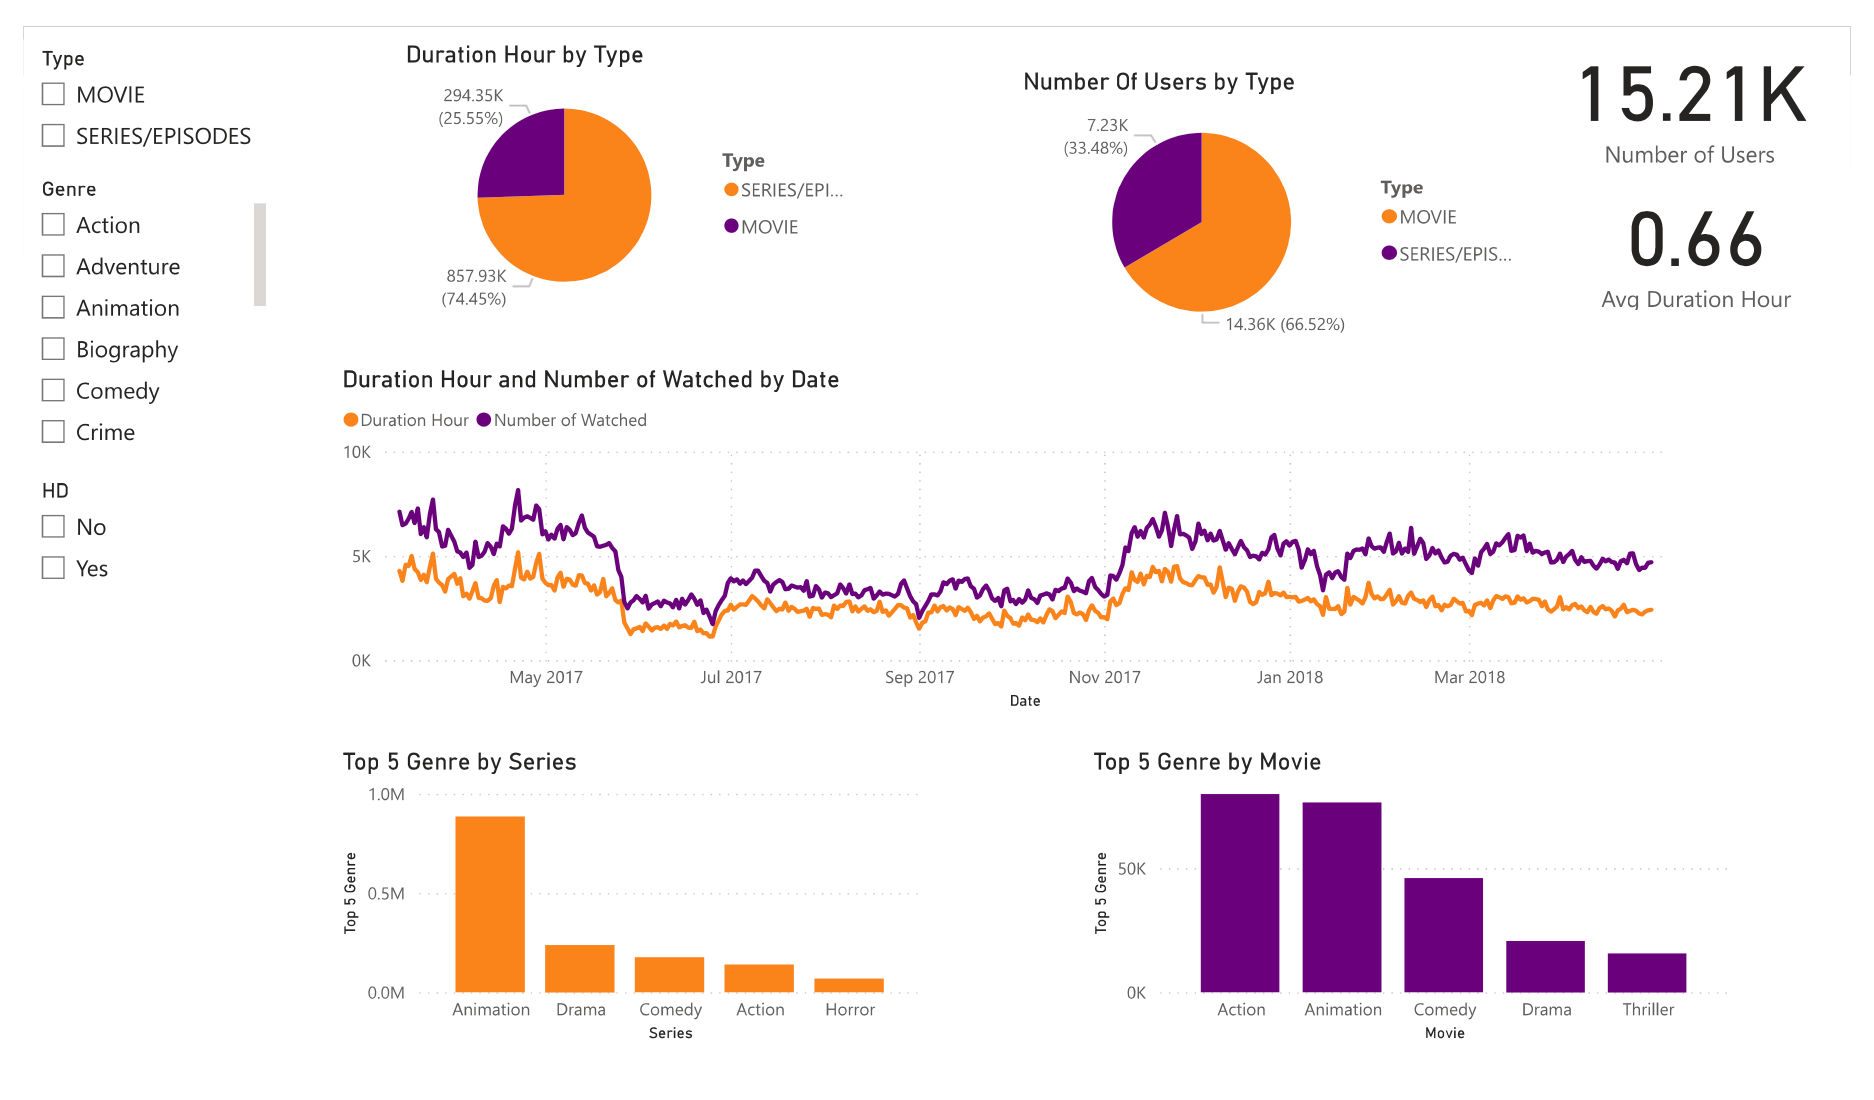 Type
MOVIE
SERIES/EPISODES
Genre
Action
Adventure
Animation
Biography
Comedy
Crime
HD
No
Yes
Duration Hour by Type
294.35K
(25.55%)
857.93K
(74.45%)
Type
SERIES/EPI...
MOVIE
Number Of Users by Type
7.23K
(33.48%)
14.36K (66.52%)
Type
MOVIE
SERIES/EPIS...
15.21K
Number of Users
0.66
Avg Duration Hour
Duration Hour and Number of Watched by Date
Duration Hour Number of Watched
10K
5K
0K
May 2017 Jul 2017 Sep 2017 Nov 2017 Jan 2018 Mar 2018
Date
Top 5 Genre by Series
Top 5 Genre
1.0M
0.5M
0.0M
Animation Drama Comedy Action Horror
Series
Top 5 Genre by Movie
Top 5 Genre
50K
0K
Action Animation Comedy Drama Thriller
Movie